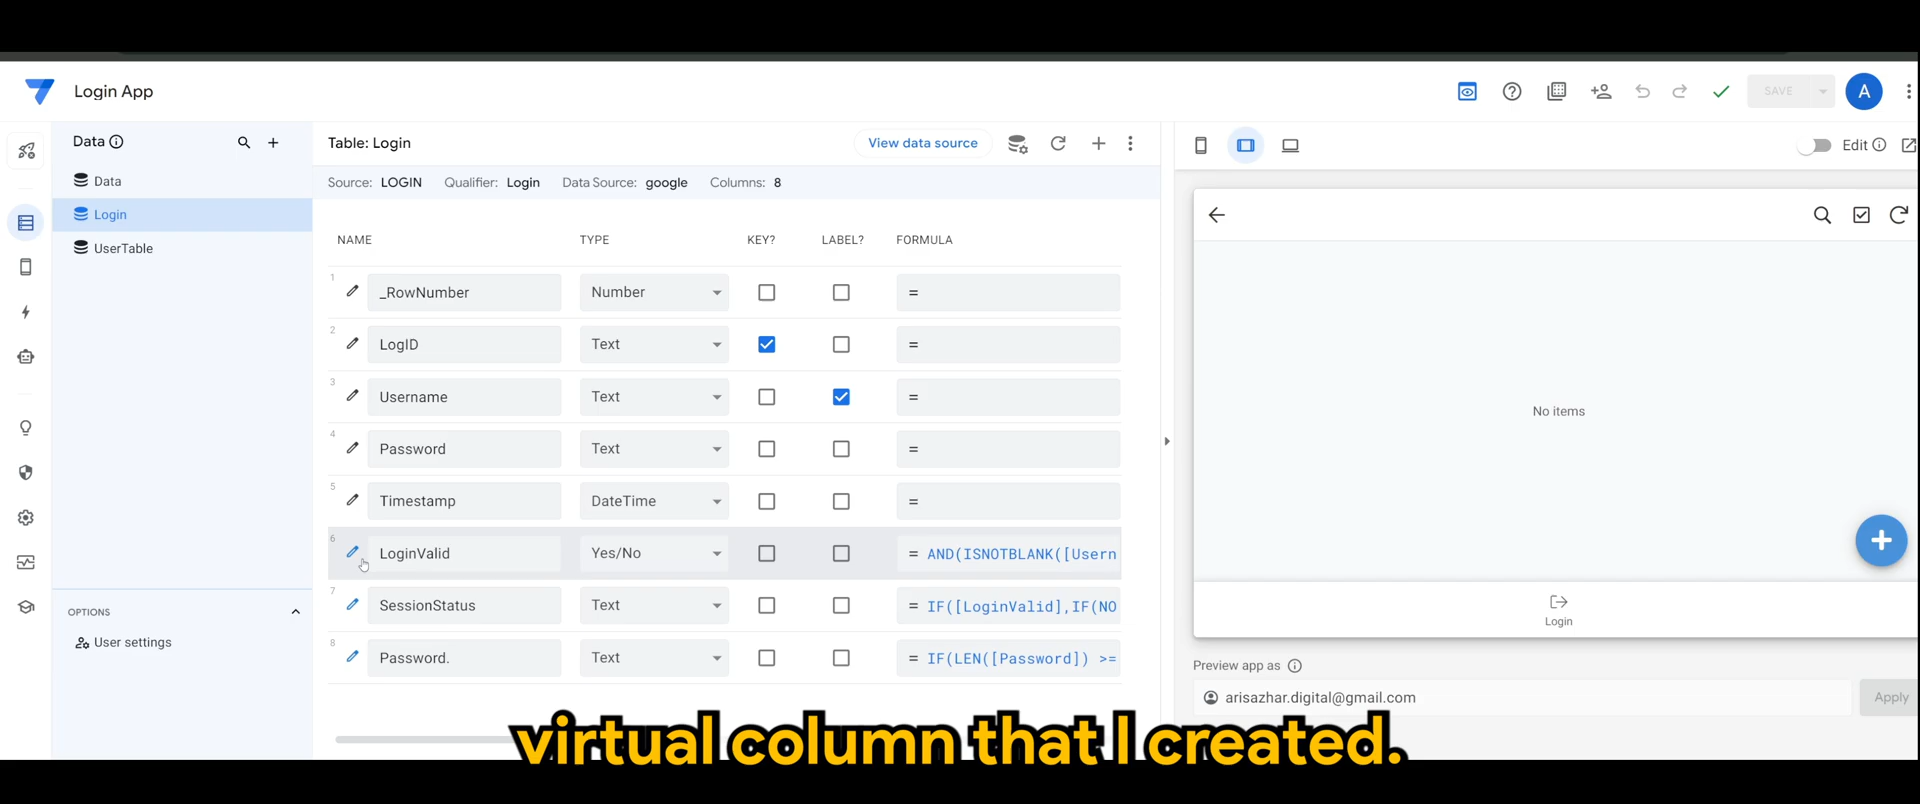 Login App
SAVE
A
Data
Table: Login
View data source
Edit
Data
Source: LOGIN Qualifier: Login Data Source: google Columns: 8
Login
UserTable
NAME TYPE KEY? LABEL? FORMULA
1 _RowNumber Number =
2 LogID Text =
3 Username Text =
4 Password Text =
5 Timestamp DateTime =
6 LoginValid Yes/No = AND(ISNOTBLANK([Usern
7 SessionStatus Text = IF([LoginValid],IF(NO
8 Password. Text = IF(LEN([Password]) >=
OPTIONS
User settings
No items
Login
Preview app as
arisazhar.digital@gmail.com
Apply
virtual column that I created.